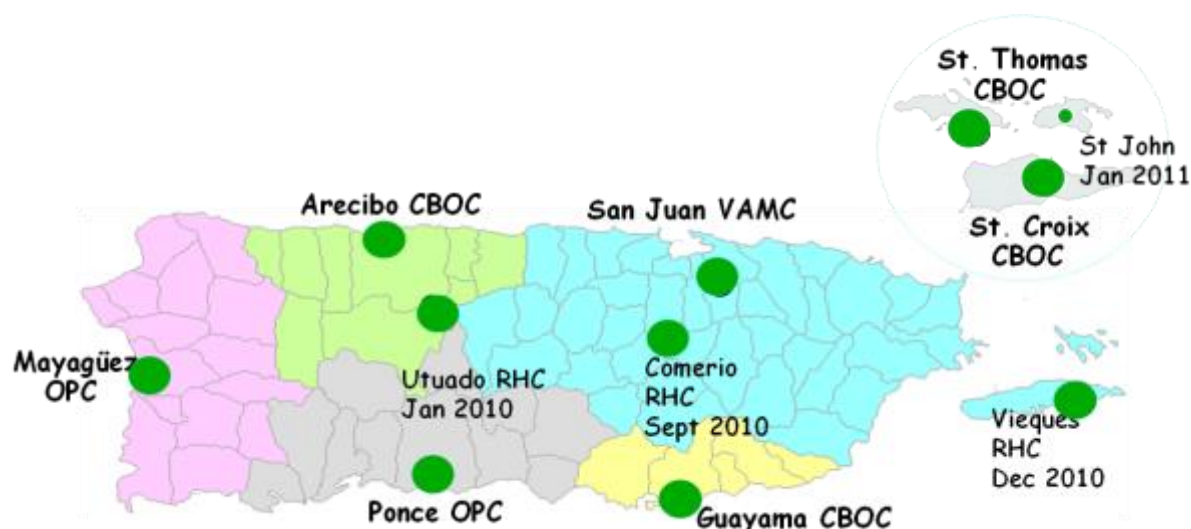 St. Thomas
CBOC
St John
Jan 2011
St. Croix
CBOC
Arecibo CBOC
San Juan VAMC
Mayagüez
OPC
Utuado RHC
Jan 2010
Comerio
RHC
Sept 2010
Vieques
RHC
Dec 2010
Ponce OPC
Guayama CBOC